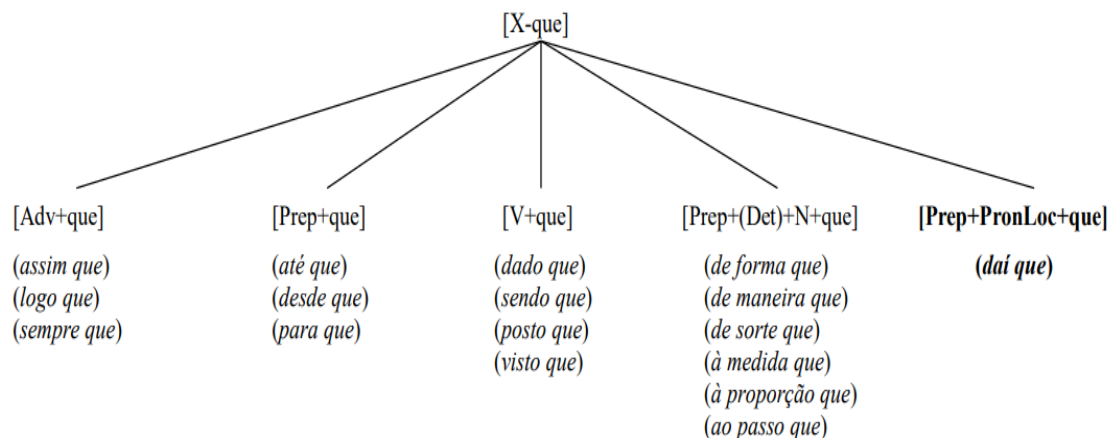 [X-que]
[Adv+que] [Prep+que] [V+que] [Prep+(Det)+N+que] [Prep+PronLoc+que]
(assim que) (até que) (dado que) (de forma que) (daí que)
(logo que) (desde que) (sendo que) (de maneira que)
(sempre que) (para que) (posto que) (de sorte que)
(visto que) (à medida que)
(à proporção que)
(ao passo que)